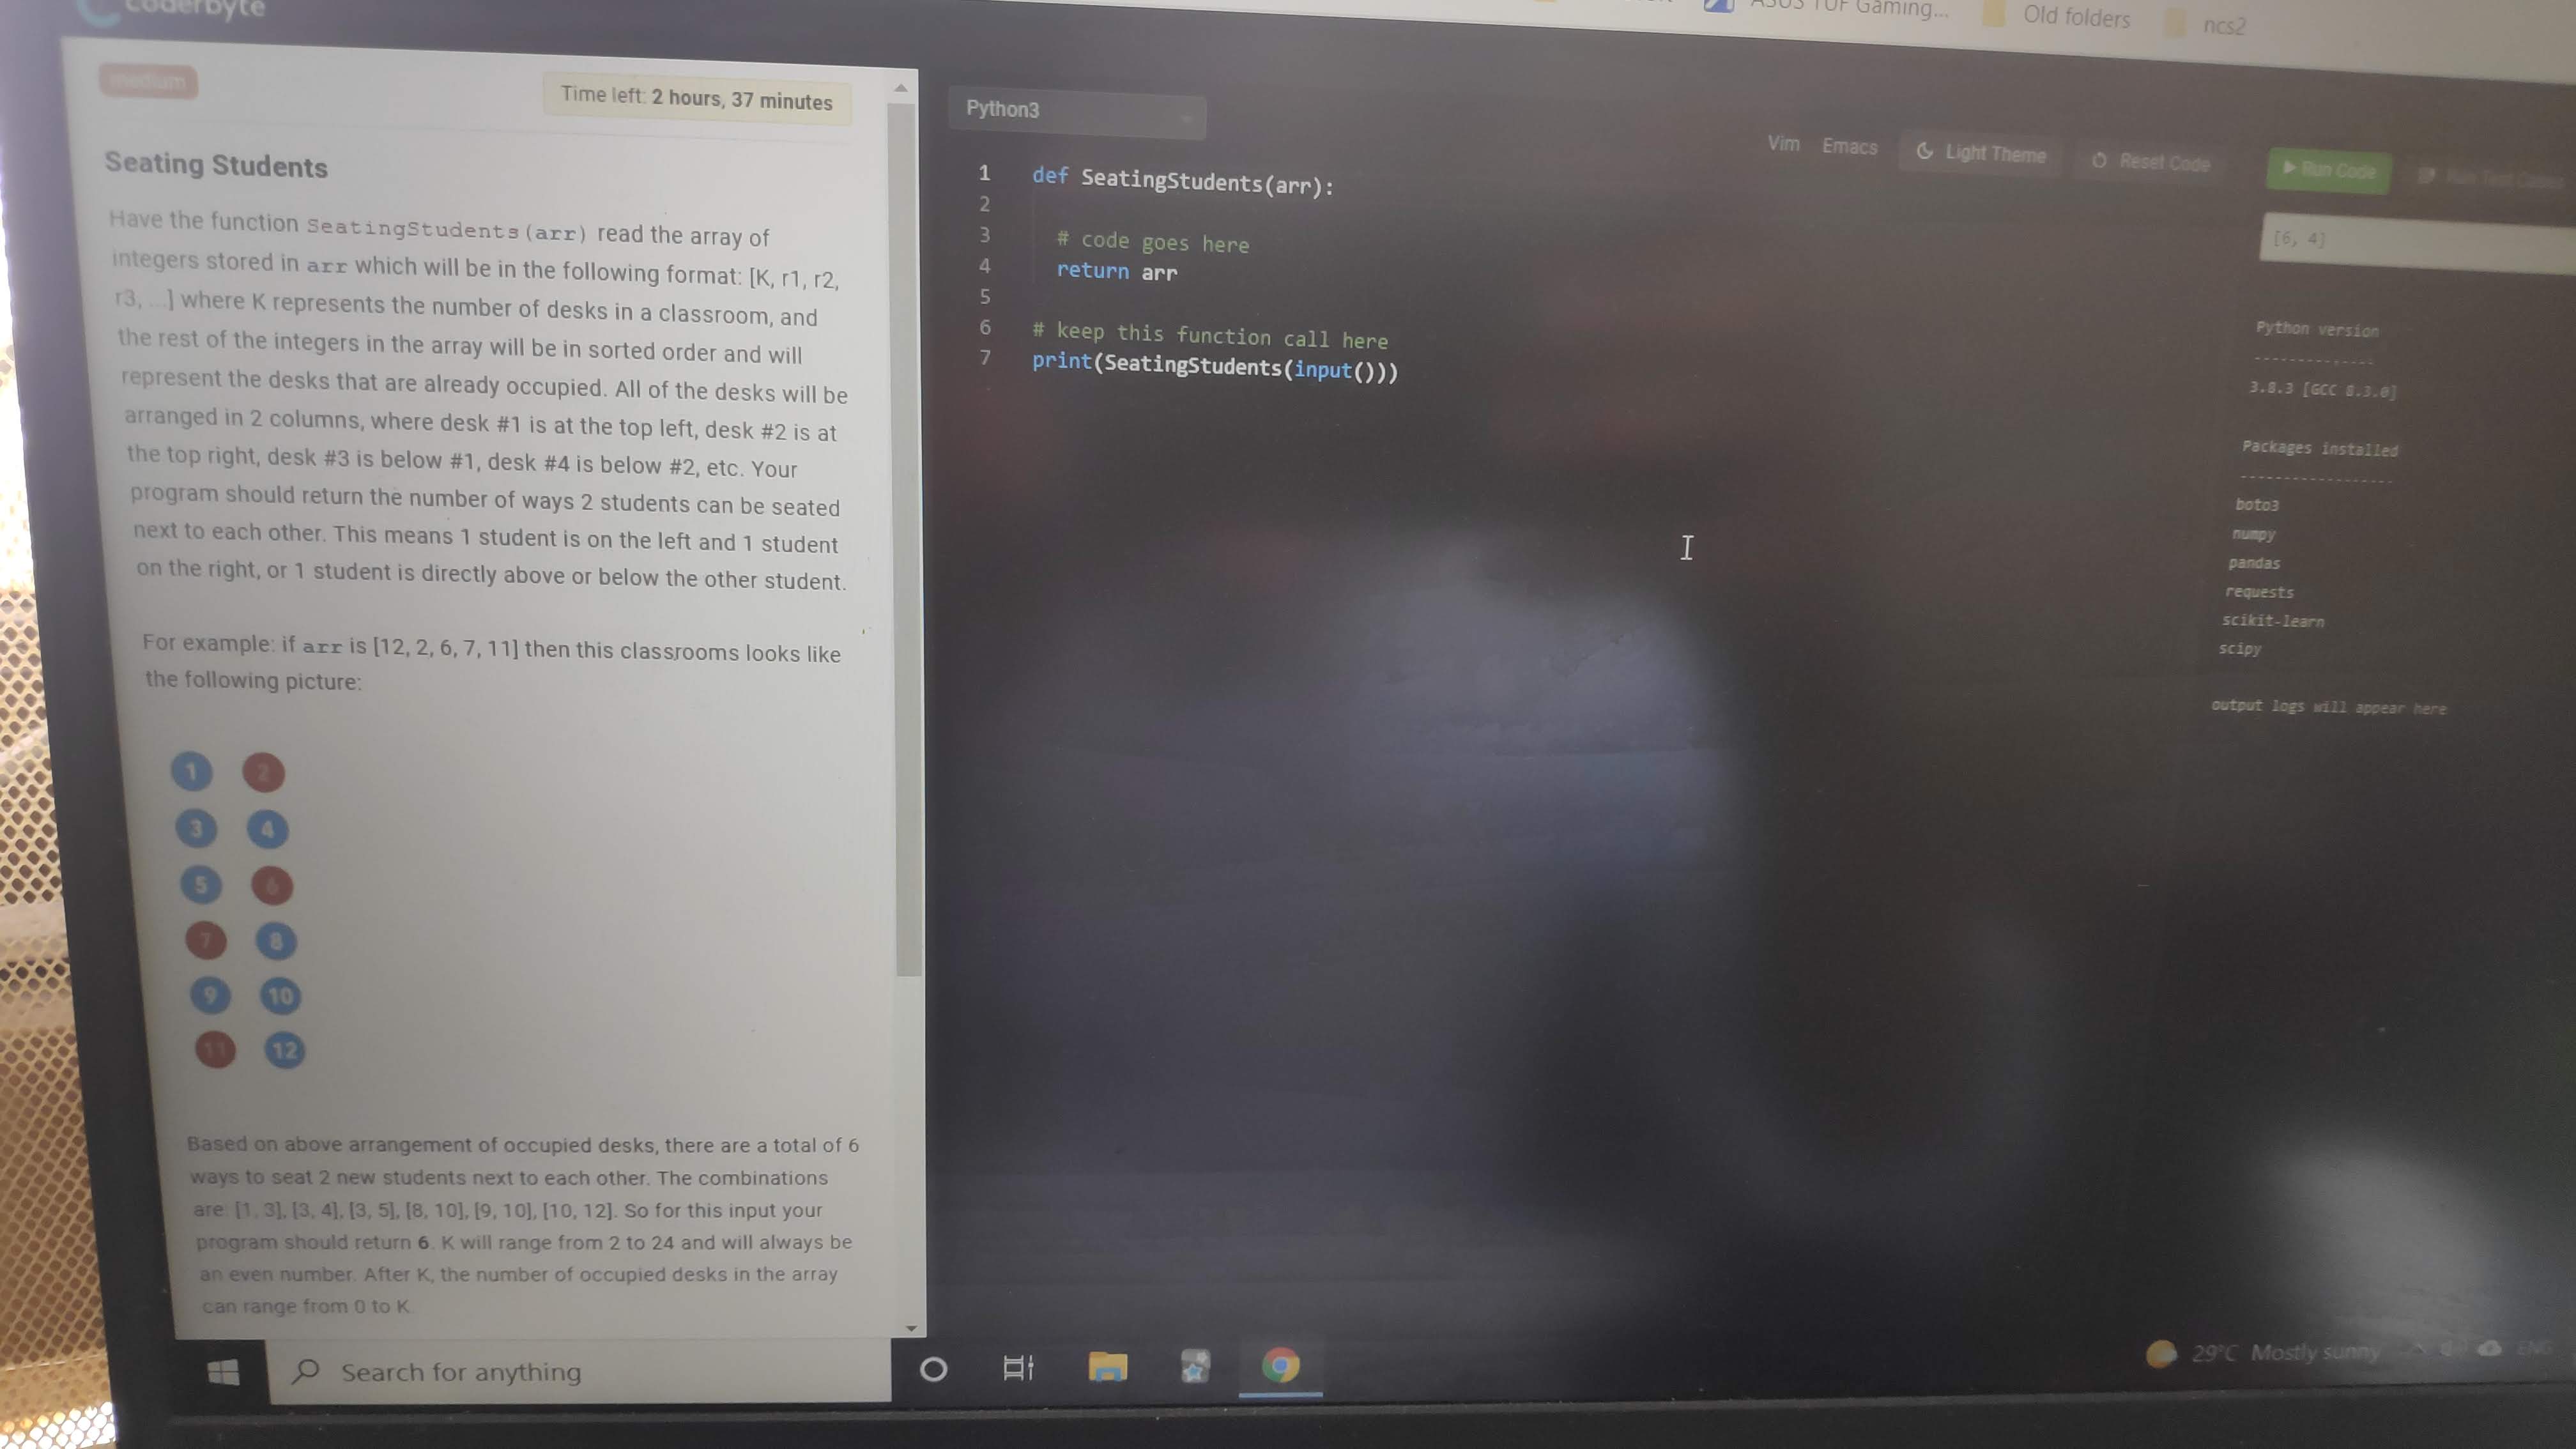 coderbyte
ASUS TUF Gaming...
Old folders
ncs2
medium
Time left: 2 hours, 37 minutes
Seating Students
Have the function SeatingStudents(arr) read the array of
integers stored in arr which will be in the following format: [K, r1, r2,
r3, ...] where K represents the number of desks in a classroom, and
the rest of the integers in the array will be in sorted order and will
represent the desks that are already occupied. All of the desks will be
arranged in 2 columns, where desk #1 is at the top left, desk #2 is at
the top right, desk #3 is below #1, desk #4 is below #2, etc. Your
program should return the number of ways 2 students can be seated
next to each other. This means 1 student is on the left and 1 student
on the right, or 1 student is directly above or below the other student.
For example: if arr is [12, 2, 6, 7, 11] then this classrooms looks like
the following picture:
1 2
3 4
5 6
7 8
9 10
11 12
Based on above arrangement of occupied desks, there are a total of 6
ways to seat 2 new students next to each other. The combinations
are: [1, 3], [3, 4], [3, 5], [8, 10], [9, 10], [10, 12]. So for this input your
program should return 6. K will range from 2 to 24 and will always be
an even number. After K, the number of occupied desks in the array
can range from 0 to K.
Python3
Vim Emacs Light Theme Reset Code Run Code Run Test Cases
1 def SeatingStudents(arr):
2
3 # code goes here
4 return arr
5
6 # keep this function call here
7 print(SeatingStudents(input()))
[6, 4]
Python version
--------------
3.8.3 [GCC 8.3.0]
Packages installed
------------------
boto3
numpy
pandas
requests
scikit-learn
scipy
output logs will appear here
Search for anything
29°C Mostly sunny
ENG